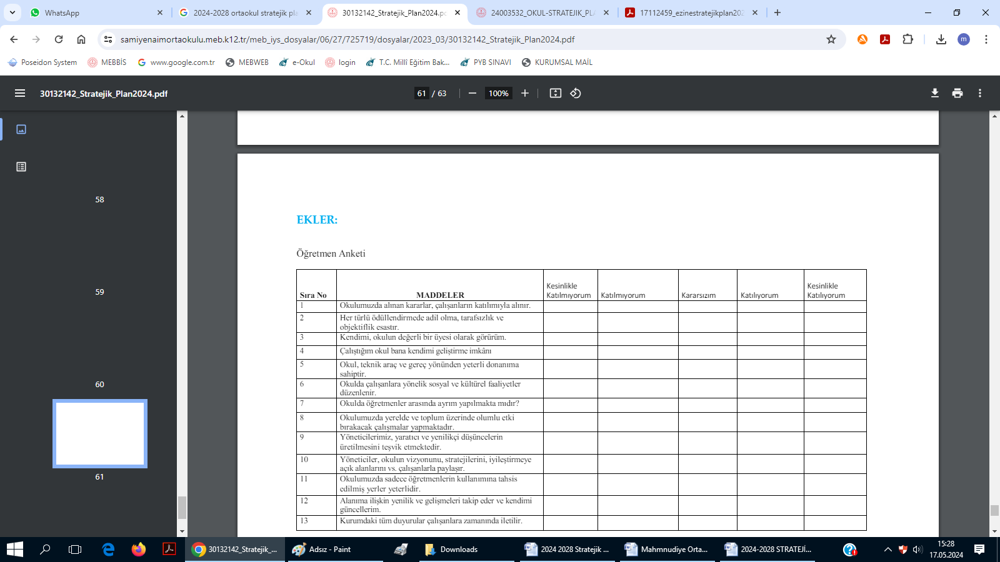 WhatsApp
2024-2028 ortaokul stratejik pla
30132142_Stratejik_Plan2024.pd
24003532_OKUL-STRATEJIK_PLA
17112459_ezinestratejikplan202
samiyenaimortaokulu.meb.k12.tr/meb_iys_dosyalar/06/27/725719/dosyalar/2023_03/30132142_Stratejik_Plan2024.pdf
m
Poseidon System
MEBBİS
www.google.com.tr
MEBWEB
e-Okul
login
T.C. Millî Eğitim Bak...
PYB SINAVI
KURUMSAL MAİL
30132142_Stratejik_Plan2024.pdf
61 / 63
100%
58
59
60
61
EKLER:
Öğretmen Anketi
Sıra No MADDELER Kesinlikle Katılmıyorum Katılmıyorum Kararsızım Katılıyorum Kesinlikle Katılıyorum
1 Okulumuzda alınan kararlar, çalışanların katılımıyla alınır.
2 Her türlü ödüllendirmede adil olma, tarafsızlık ve
objektiflik esastır.
3 Kendimi, okulun değerli bir üyesi olarak görürüm.
4 Çalıştığım okul bana kendimi geliştirme imkânı
5 Okul, teknik araç ve gereç yönünden yeterli donanıma
sahiptir.
6 Okulda çalışanlara yönelik sosyal ve kültürel faaliyetler
düzenlenir.
7 Okulda öğretmenler arasında ayrım yapılmakta mıdır?
8 Okulumuzda yerelde ve toplum üzerinde olumlu etki
bırakacak çalışmalar yapmaktadır.
9 Yöneticilerimiz, yaratıcı ve yenilikçi düşüncelerin
üretilmesini teşvik etmektedir.
10 Yöneticiler, okulun vizyonunu, stratejilerini, iyileştirmeye
açık alanlarını vs. çalışanlarla paylaşır.
11 Okulumuzda sadece öğretmenlerin kullanımına tahsis
edilmiş yerler yeterlidir.
12 Alanıma ilişkin yenilik ve gelişmeleri takip eder ve kendimi
güncellerim.
13 Kurumdaki tüm duyurular çalışanlara zamanında iletilir.
30132142_Stratejik_...
Adsız - Paint
Downloads
2024 2028 Stratejik ...
Mahmnudiye Orta...
2024-2028 STRATEJİ...
15:28
17.05.2024